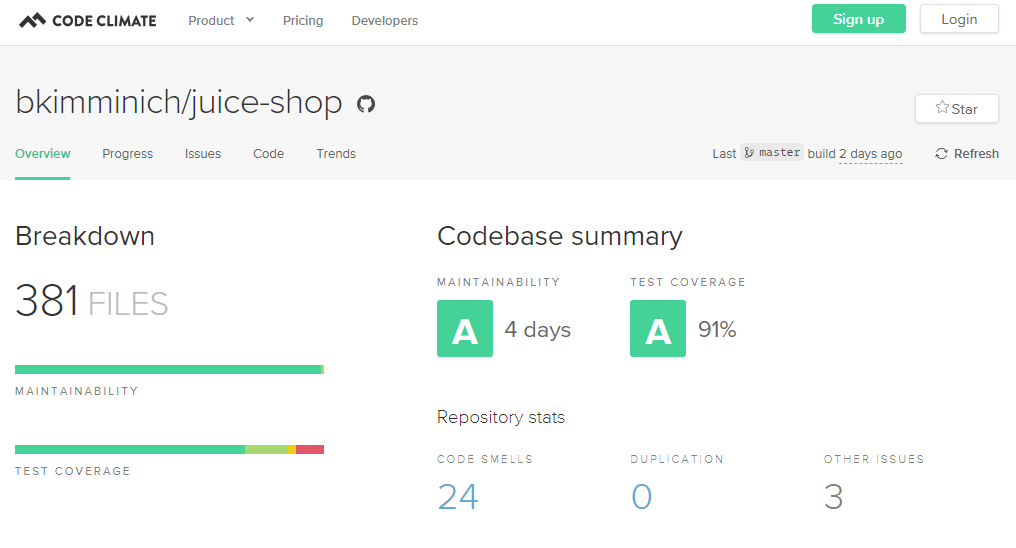 CODE CLIMATE Product Pricing Developers Sign up Login
bkimminich/juice-shop
Star
Overview Progress Issues Code Trends Last master build 2 days ago Refresh
Breakdown
381 FILES
MAINTAINABILITY
TEST COVERAGE
Codebase summary
MAINTAINABILITY TEST COVERAGE
A 4 days A 91%
Repository stats
CODE SMELLS DUPLICATION OTHER ISSUES
24 0 3